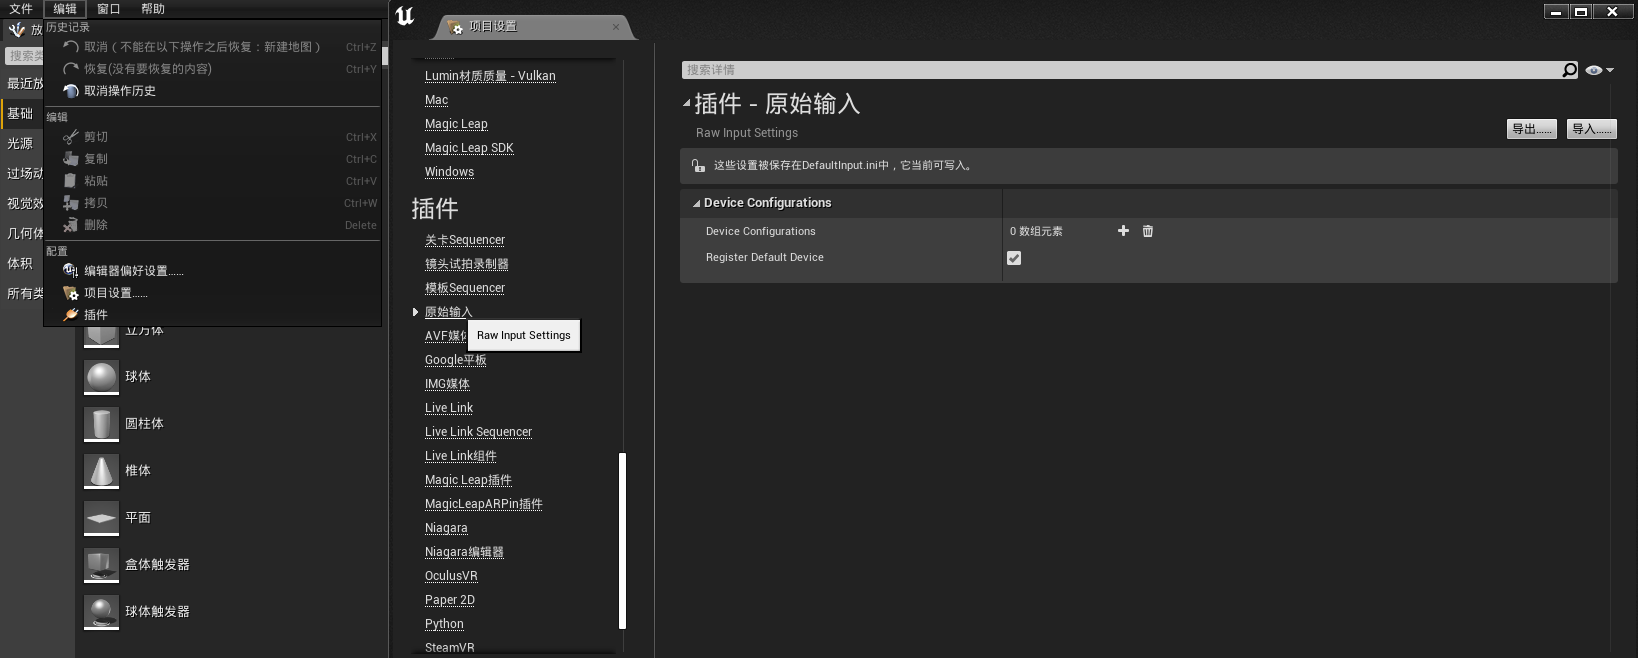 文件 编辑 窗口 帮助
放
搜索类
最近放
基础
光源
过场动
视觉效
几何体
体积
所有类
历史记录
取消（不能在以下操作之后恢复：新建地图） Ctrl+Z
恢复(没有要恢复的内容) Ctrl+Y
取消操作历史
编辑
剪切 Ctrl+X
复制 Ctrl+C
粘贴 Ctrl+V
拷贝 Ctrl+W
删除 Delete
配置
编辑器偏好设置......
项目设置......
插件
立方体
球体
圆柱体
椎体
平面
盒体触发器
球体触发器
项目设置
Lumin材质质量 - Vulkan
Mac
Magic Leap
Magic Leap SDK
Windows
插件
关卡Sequencer
镜头试拍录制器
模板Sequencer
原始输入
AVF媒体
Raw Input Settings
Google平板
IMG媒体
Live Link
Live Link Sequencer
Live Link组件
Magic Leap插件
MagicLeapARPin插件
Niagara
Niagara编辑器
OculusVR
Paper 2D
Python
SteamVR
搜索详情
插件 - 原始输入
Raw Input Settings
导出...... 导入......
这些设置被保存在DefaultInput.ini中，它当前可写入。
Device Configurations
Device Configurations 0 数组元素
Register Default Device